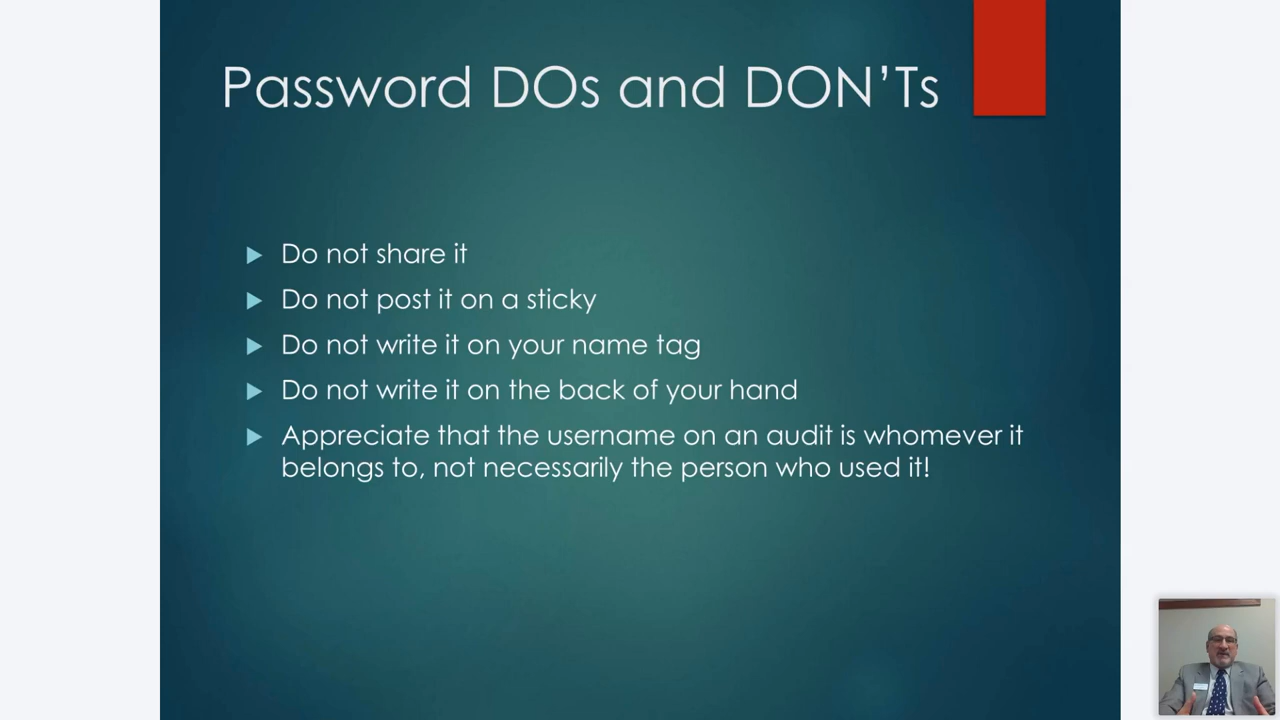 Password DOs and DON’Ts
Do not share it
Do not post it on a sticky
Do not write it on your name tag
Do not write it on the back of your hand
Appreciate that the username on an audit is whomever it
belongs to, not necessarily the person who used it!